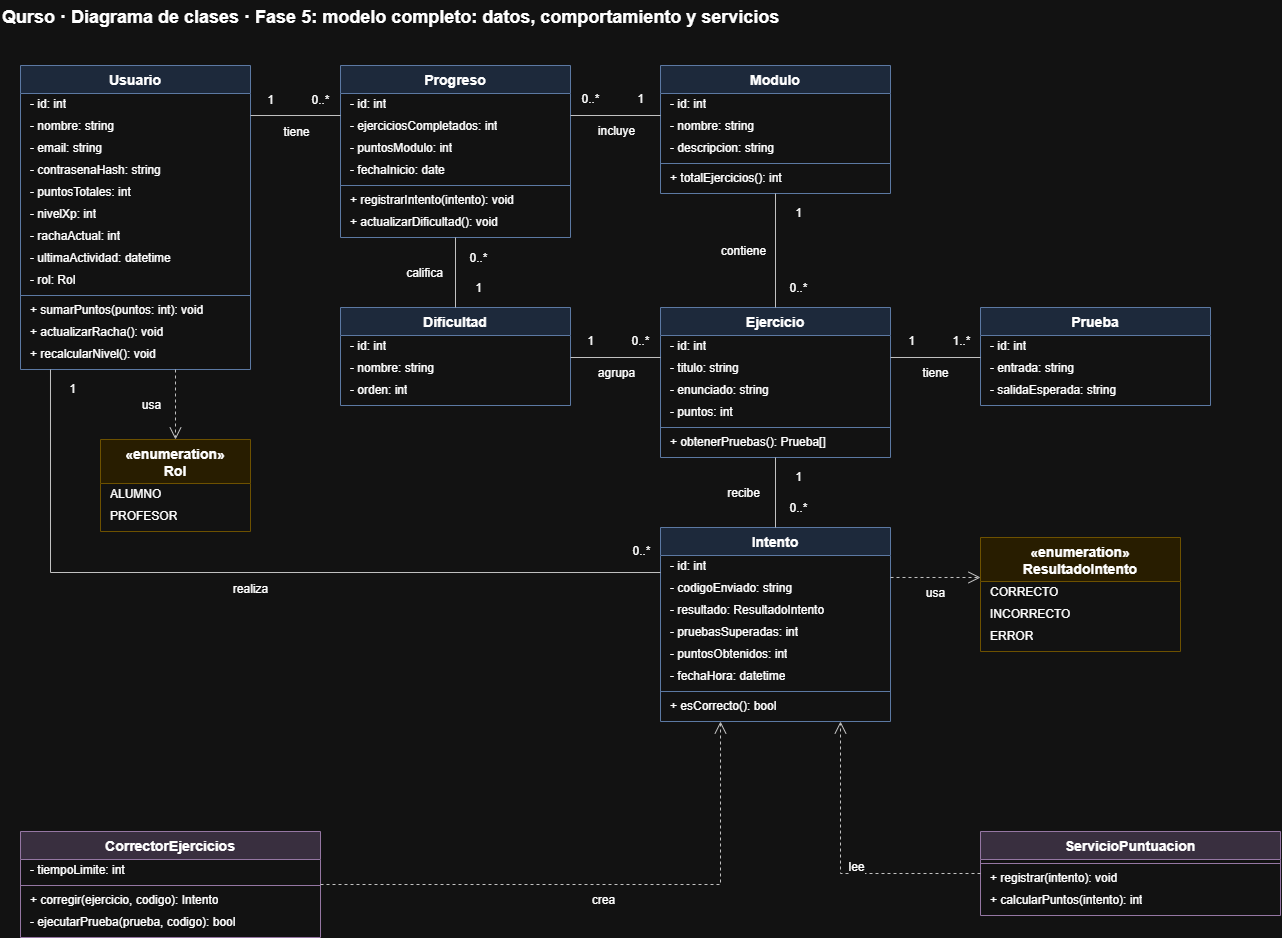 Qurso · Diagrama de clases · Fase 5: modelo completo: datos, comportamiento y servicios
Usuario
- id: int
- nombre: string
- email: string
- contrasenaHash: string
- puntosTotales: int
- nivelXp: int
- rachaActual: int
- ultimaActividad: datetime
- rol: Rol
+ sumarPuntos(puntos: int): void
+ actualizarRacha(): void
+ recalcularNivel(): void
1
0..*
tiene
Progreso
- id: int
- ejerciciosCompletados: int
- puntosModulo: int
- fechaInicio: date
+ registrarIntento(intento): void
+ actualizarDificultad(): void
0..*
1
incluye
Modulo
- id: int
- nombre: string
- descripcion: string
+ totalEjercicios(): int
1
contiene
0..*
0..*
califica
1
Dificultad
- id: int
- nombre: string
- orden: int
1
0..*
agrupa
Ejercicio
- id: int
- titulo: string
- enunciado: string
- puntos: int
+ obtenerPruebas(): Prueba[]
1
1..*
tiene
Prueba
- id: int
- entrada: string
- salidaEsperada: string
1
usa
«enumeration»
Rol
ALUMNO
PROFESOR
1
recibe
0..*
0..*
realiza
Intento
- id: int
- codigoEnviado: string
- resultado: ResultadoIntento
- pruebasSuperadas: int
- puntosObtenidos: int
- fechaHora: datetime
+ esCorrecto(): bool
usa
«enumeration»
ResultadoIntento
CORRECTO
INCORRECTO
ERROR
CorrectorEjercicios
- tiempoLimite: int
+ corregir(ejercicio, codigo): Intento
- ejecutarPrueba(prueba, codigo): bool
crea
lee
ServicioPuntuacion
+ registrar(intento): void
+ calcularPuntos(intento): int